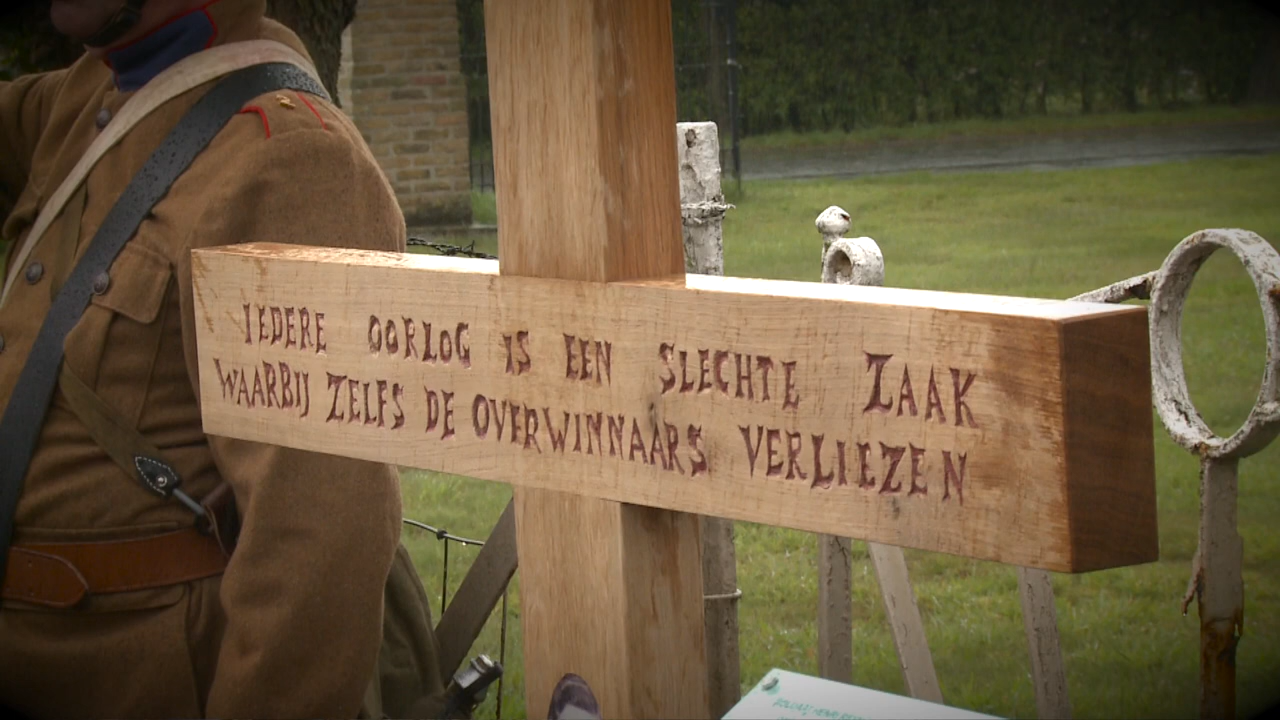 IEDERE OORLOG IS EEN SLECHTE ZAAK
WAARBIJ ZELFS DE OVERWINNAARS VERLIEZEN